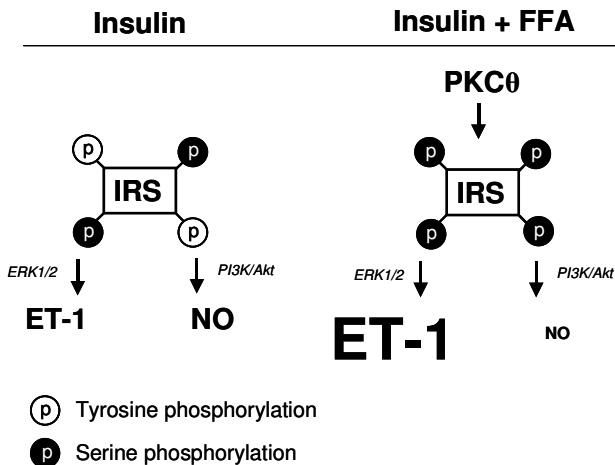 Insulin
Insulin + FFA
PKCθ
p p
p p
IRS
IRS
p p
p p
ERK1/2 PI3K/Akt
ERK1/2 PI3K/Akt
ET-1 NO
ET-1 NO
p Tyrosine phosphorylation
p Serine phosphorylation